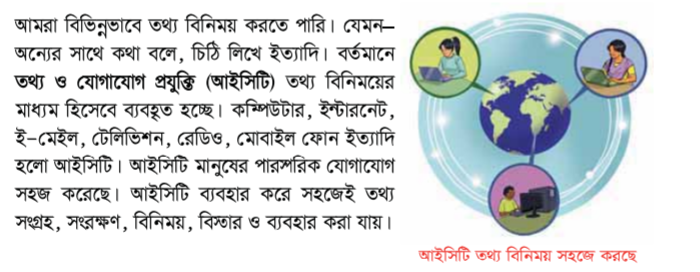 আমরা বিভিন্নভাবে তথ্য বিনিময় করতে পারি। যেমন–
অন্যের সাথে কথা বলে, চিঠি লিখে ইত্যাদি। বর্তমানে
তথ্য ও যোগাযোগ প্রযুক্তি (আইসিটি) তথ্য বিনিময়ের
মাধ্যম হিসেবে ব্যবহৃত হচ্ছে। কম্পিউটার, ইন্টারনেট,
ই-মেইল, টেলিভিশন, রেডিও, মোবাইল ফোন ইত্যাদি
হলো আইসিটি। আইসিটি মানুষের পারস্পরিক যোগাযোগ
সহজ করেছে। আইসিটি ব্যবহার করে সহজেই তথ্য
সংগ্রহ, সংরক্ষণ, বিনিময়, বিস্তার ও ব্যবহার করা যায়।
আইসিটি তথ্য বিনিময় সহজে করছে